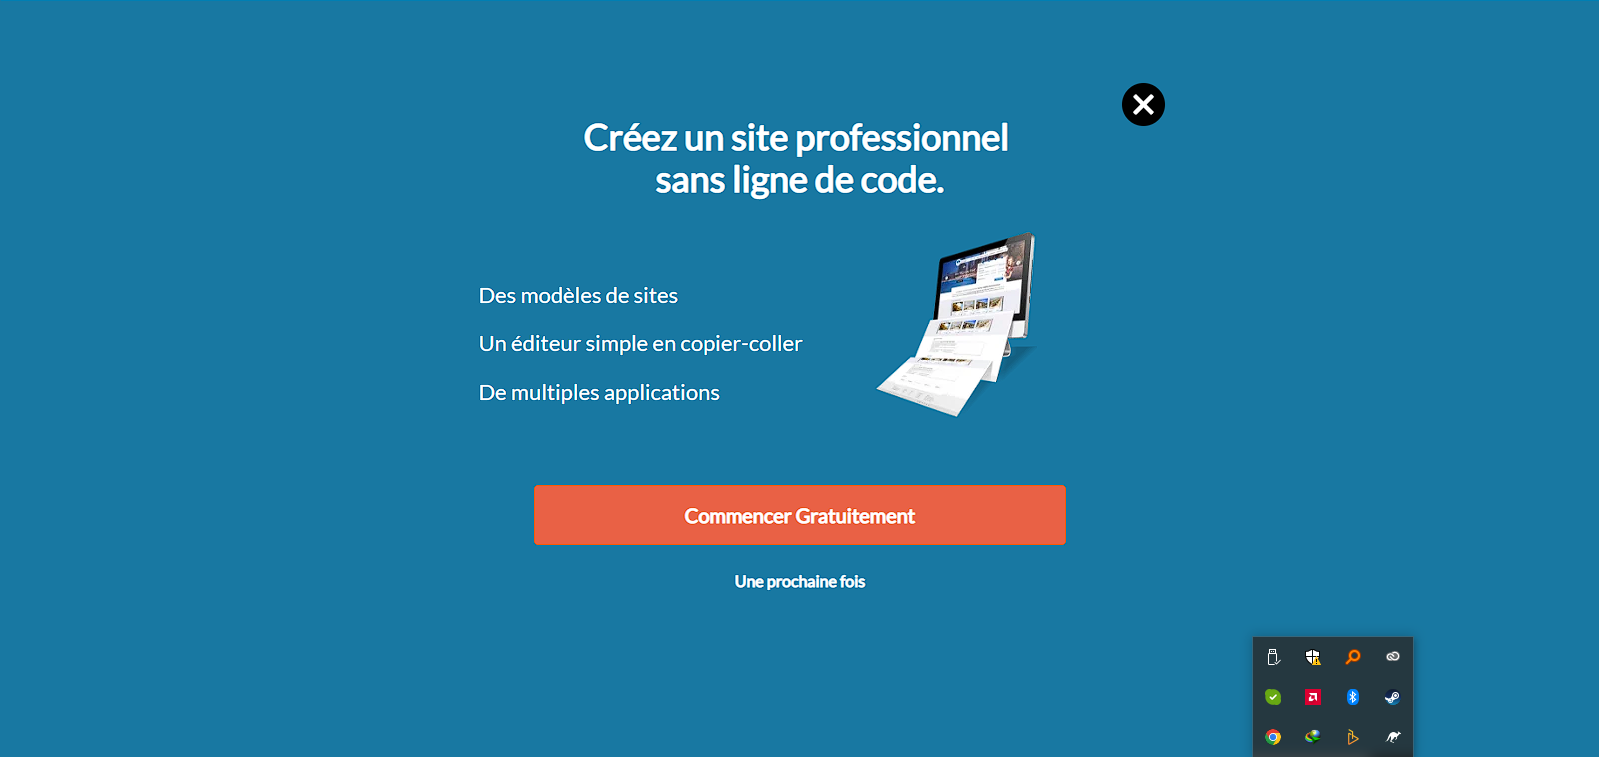 Créez un site professionnel
sans ligne de code.
Des modèles de sites
Un éditeur simple en copier-coller
De multiples applications
Commencer Gratuitement
Une prochaine fois